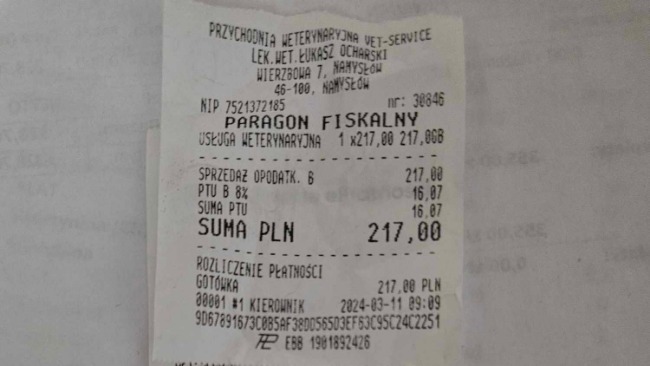 PRZYCHODNIA WETERYNARYJNA VET-SERVICE
LEK.WET.ŁUKASZ OCHARSKI
WIERZBOWA 7, NAMYSŁÓW
46-100, NAMYSŁÓW
NIP 7521372185 nr: 30846
PARAGON FISKALNY
USŁUGA WETERYNARYJNA 1 x217,00 217,00B
SPRZEDAŻ OPODATK. B 217,00
PTU B 8% 16,07
SUMA PTU 16,07
SUMA PLN 217,00
ROZLICZENIE PŁATNOŚCI
GOTÓWKA 217,00 PLN
00001 #1 KIEROWNIK 2024-03-11 09:09
EBB 1901892426